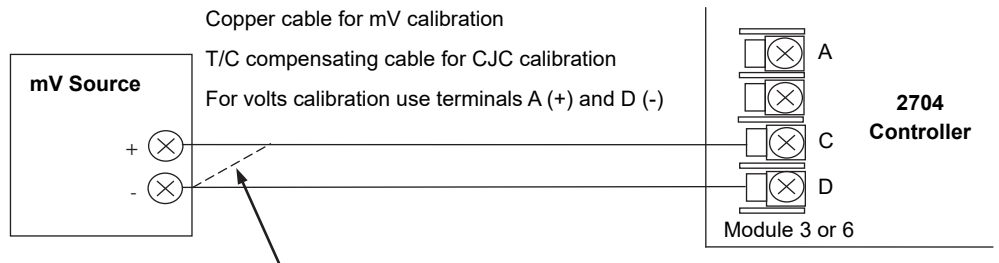 Copper cable for mV calibration
T/C compensating cable for CJC calibration
For volts calibration use terminals A (+) and D (-)
mV Source
+
-
A
C
D
2704
Controller
Module 3 or 6